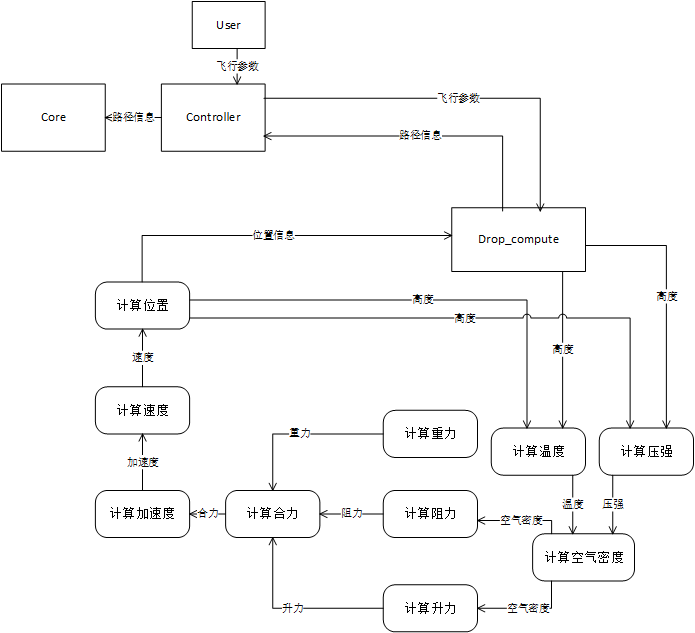 User
飞行参数
Core
路径信息
Controller
飞行参数
路径信息
位置信息
Drop_compute
计算位置
高度
高度
高度
高度
速度
计算速度
重力
计算重力
计算温度
计算压强
加速度
计算加速度
合力
计算合力
阻力
计算阻力
空气密度
温度
压强
计算空气密度
升力
计算升力
空气密度